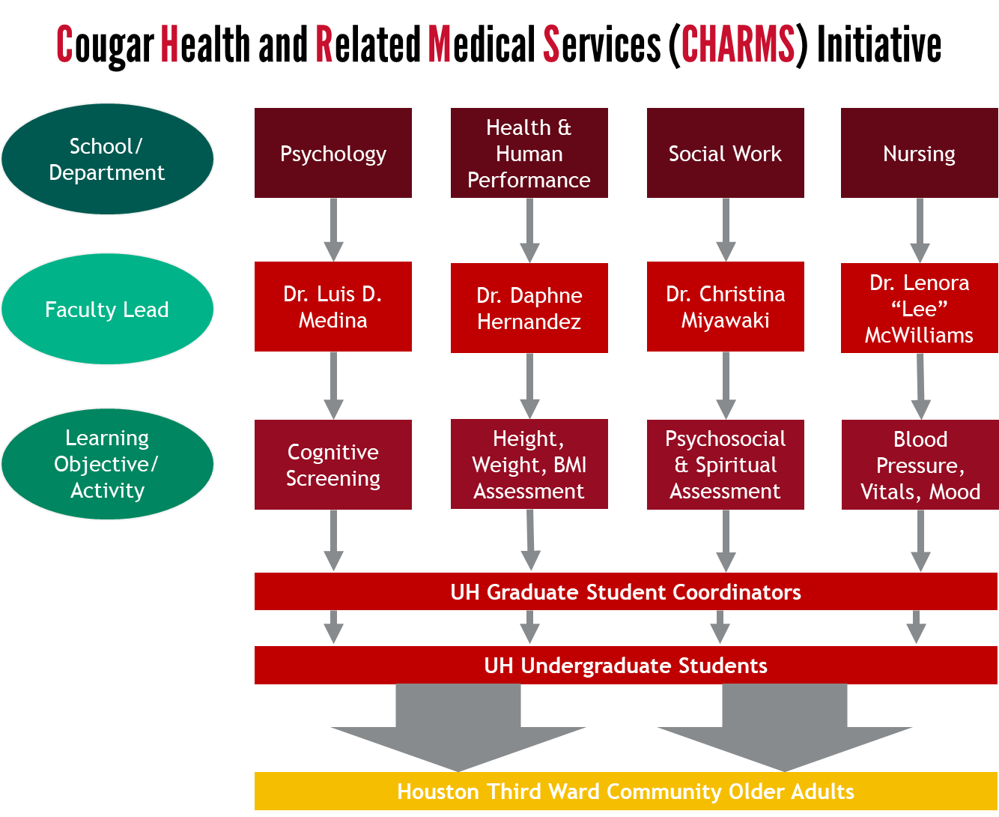 Cougar Health and Related Medical Services (CHARMS) Initiative
School/
Department
Psychology
Health &
Human
Performance
Social Work
Nursing
Faculty Lead
Dr. Luis D.
Medina
Dr. Daphne
Hernandez
Dr. Christina
Miyawaki
Dr. Lenora
“Lee”
McWilliams
Learning
Objective/
Activity
Cognitive
Screening
Height,
Weight, BMI
Assessment
Psychosocial
& Spiritual
Assessment
Blood
Pressure,
Vitals, Mood
UH Graduate Student Coordinators
UH Undergraduate Students
Houston Third Ward Community Older Adults